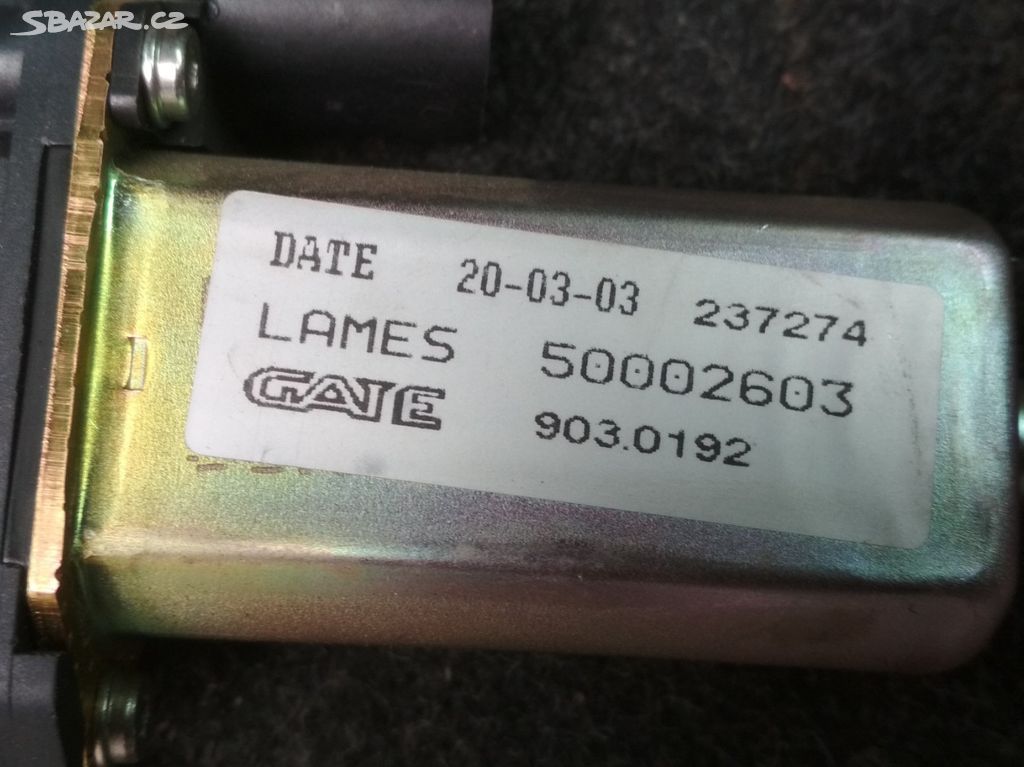 SBAZAR.CZ
DATE 20-03-03 237274
LAMES 50002603
GATE 903.0192